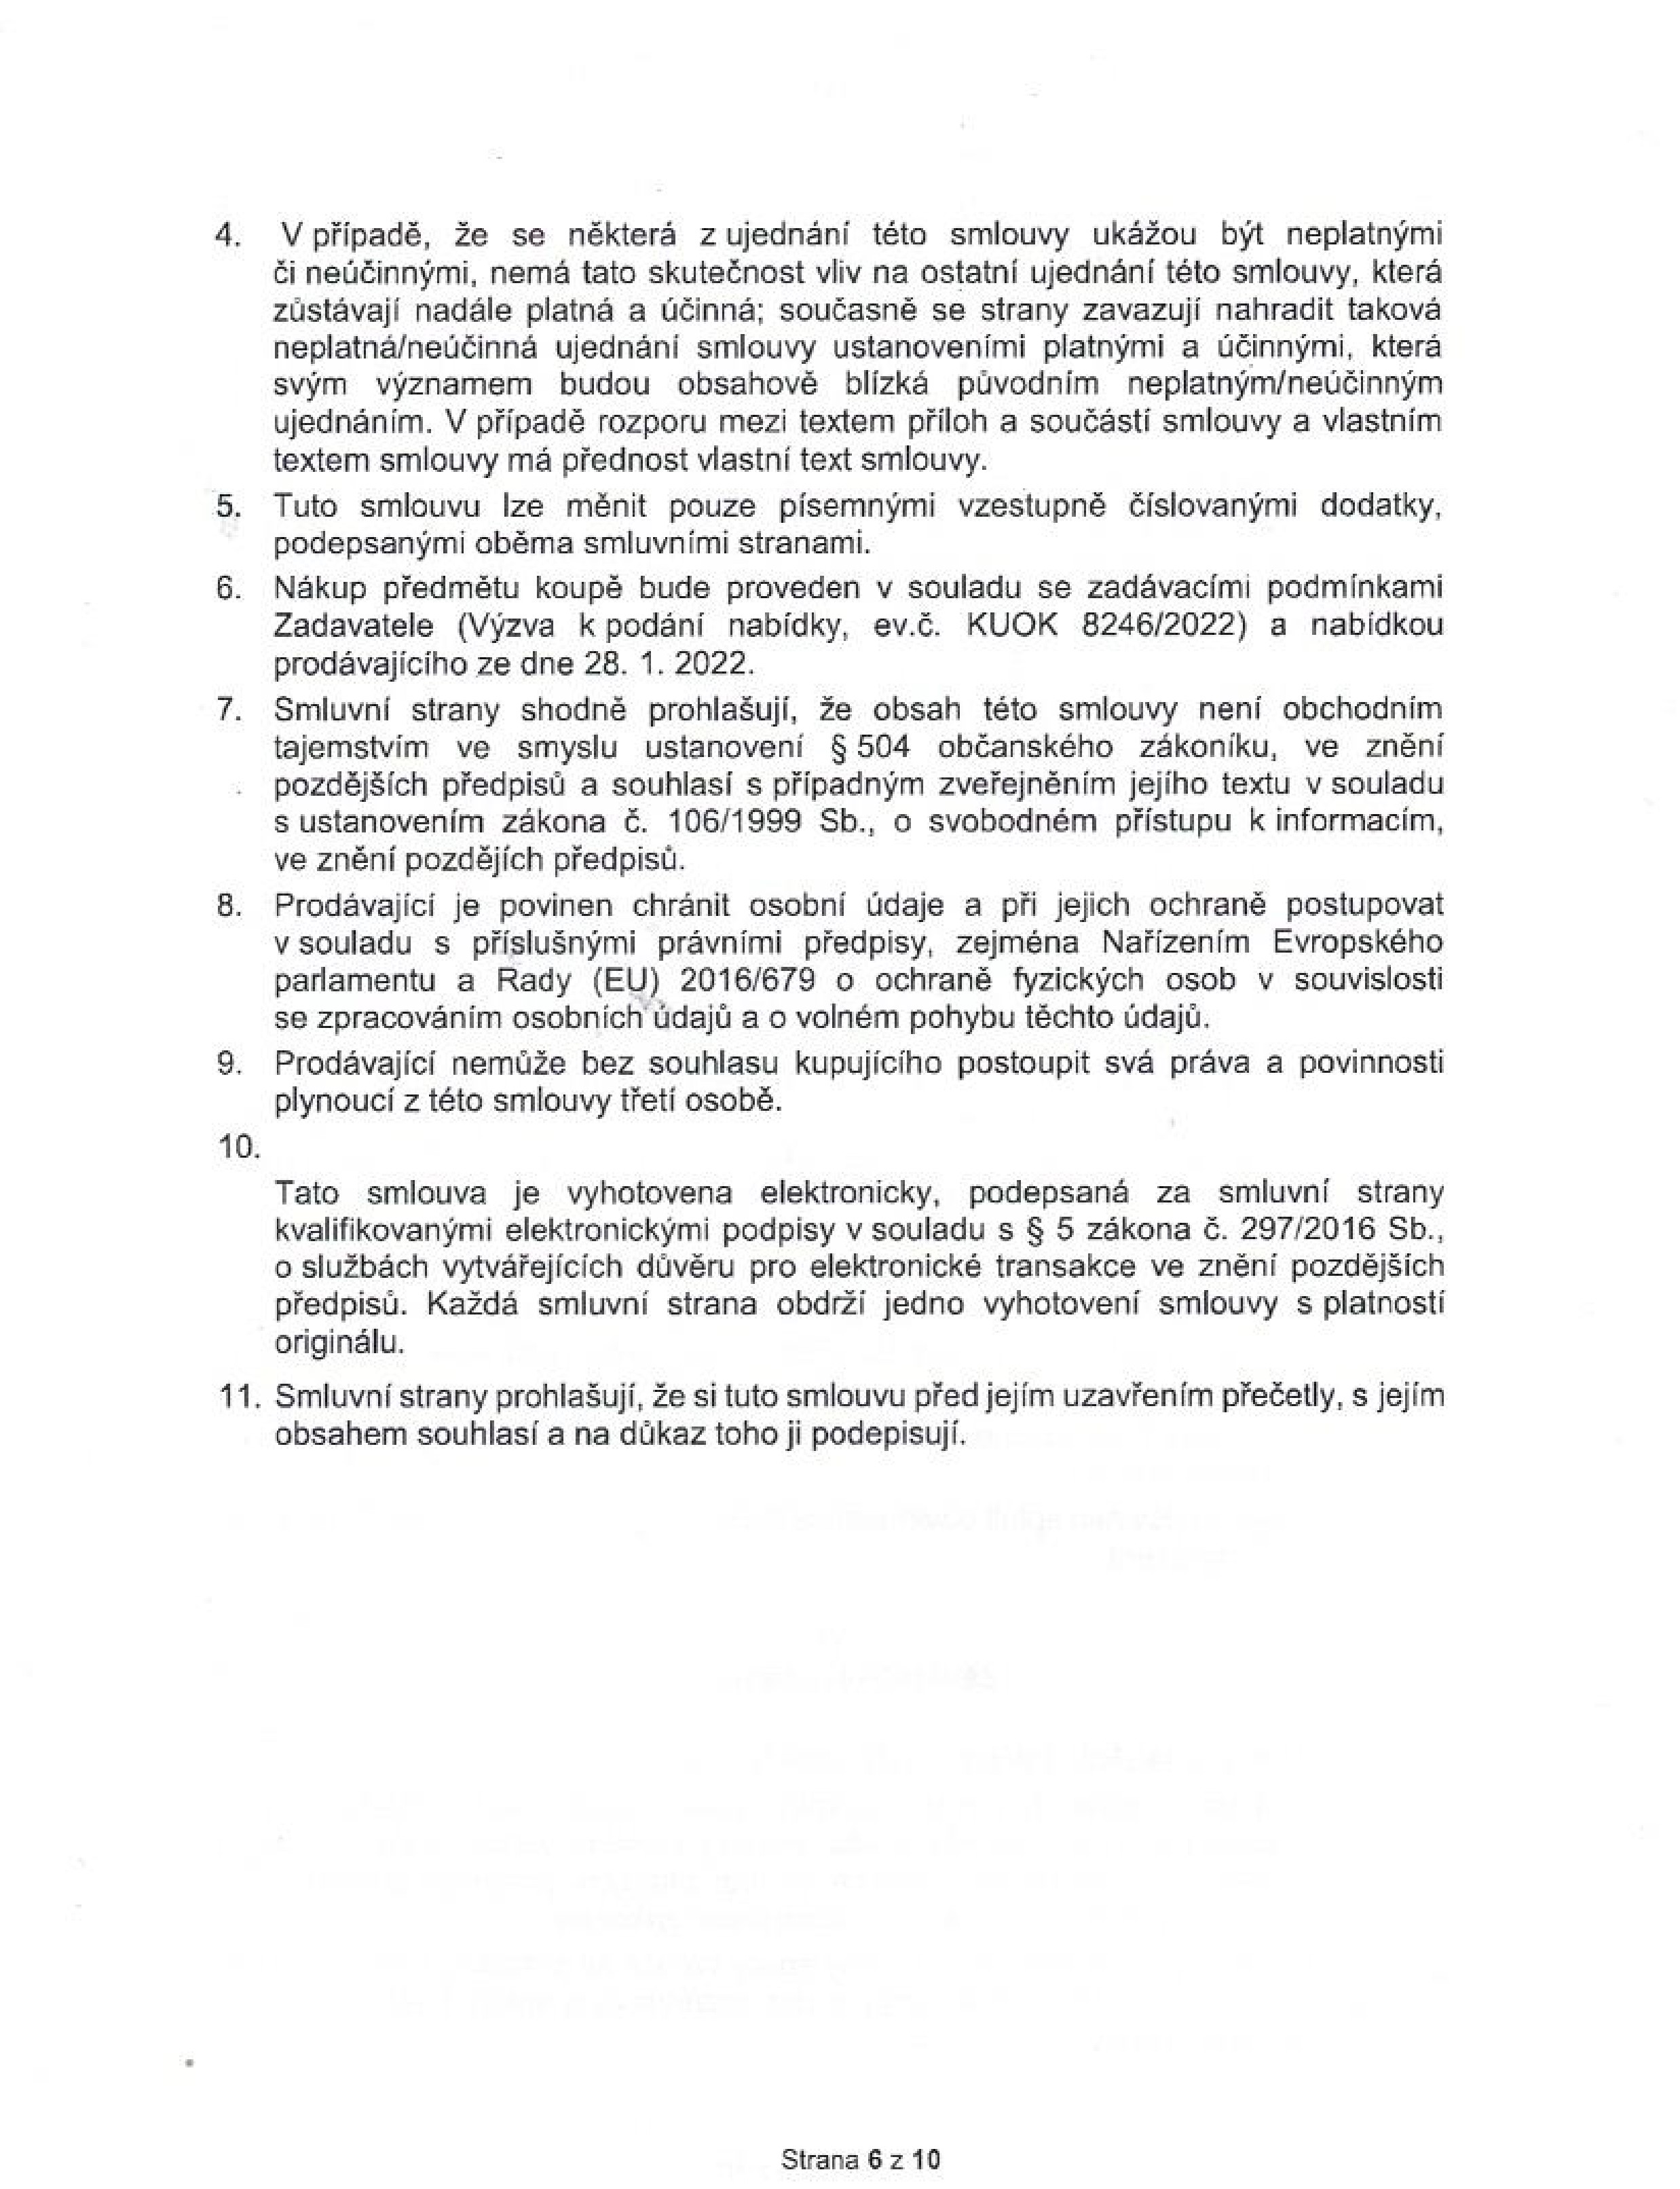 4. V případě, že se některá z ujednání této smlouvy ukážou být neplatnými
či neúčinnými, nemá tato skutečnost vliv na ostatní ujednání této smlouvy, která
zůstávají nadále platná a účinná; současně se strany zavazují nahradit taková
neplatná/neúčinná ujednání smlouvy ustanoveními platnými a účinnými, která
svým významem budou obsahově blízká původním neplatným/neúčinným
ujednáním. V případě rozporu mezi textem příloh a součástí smlouvy a vlastním
textem smlouvy má přednost vlastní text smlouvy.
5. Tuto smlouvu lze měnit pouze písemnými vzestupně číslovanými dodatky,
podepsanými oběma smluvními stranami.
6. Nákup předmětu koupě bude proveden v souladu se zadávacími podmínkami
Zadavatele (Výzva k podání nabídky, ev.č. KUOK 8246/2022) a nabídkou
prodávajícího ze dne 28. 1. 2022.
7. Smluvní strany shodně prohlašují, že obsah této smlouvy není obchodním
tajemstvím ve smyslu ustanovení § 504 občanského zákoníku, ve znění
pozdějších předpisů a souhlasí s případným zveřejněním jejího textu v souladu
s ustanovením zákona č. 106/1999 Sb., o svobodném přístupu k informacím,
ve znění pozdějích předpisů.
8. Prodávající je povinen chránit osobní údaje a při jejich ochraně postupovat
v souladu s příslušnými právními předpisy, zejména Nařízením Evropského
parlamentu a Rady (EU) 2016/679 o ochraně fyzických osob v souvislosti
se zpracováním osobních údajů a o volném pohybu těchto údajů.
9. Prodávající nemůže bez souhlasu kupujícího postoupit svá práva a povinnosti
plynoucí z této smlouvy třetí osobě.
10.
Tato smlouva je vyhotovena elektronicky, podepsaná za smluvní strany
kvalifikovanými elektronickými podpisy v souladu s § 5 zákona č. 297/2016 Sb.,
o službách vytvářejících důvěru pro elektronické transakce ve znění pozdějších
předpisů. Každá smluvní strana obdrží jedno vyhotovení smlouvy s platností
originálu.
11. Smluvní strany prohlašují, že si tuto smlouvu před jejím uzavřením přečetly, s jejím
obsahem souhlasí a na důkaz toho ji podepisují.
Strana 6 z 10